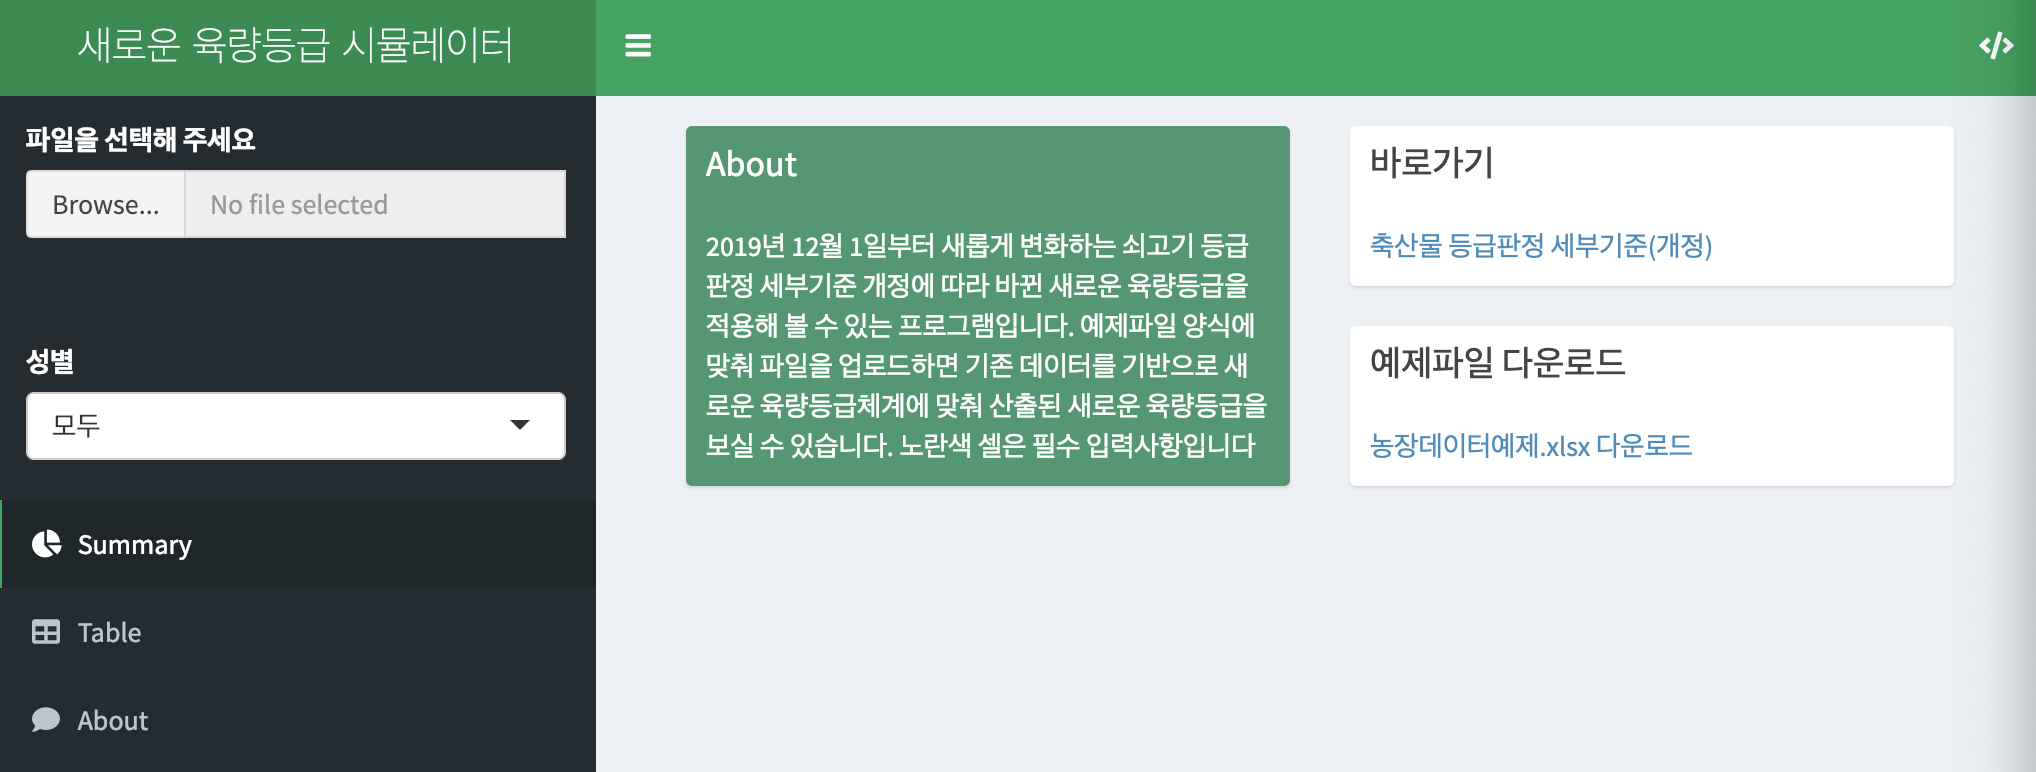 새로운 육량등급 시뮬레이터
파일을 선택해 주세요
Browse...
No file selected
성별
모두
Summary
Table
About
About
2019년 12월 1일부터 새롭게 변화하는 쇠고기 등급
판정 세부기준 개정에 따라 바뀐 새로운 육량등급을
적용해 볼 수 있는 프로그램입니다. 예제파일 양식에
맞춰 파일을 업로드하면 기존 데이터를 기반으로 새
로운 육량등급체계에 맞춰 산출된 새로운 육량등급을
보실 수 있습니다. 노란색 셀은 필수 입력사항입니다
바로가기
축산물 등급판정 세부기준(개정)
예제파일 다운로드
농장데이터예제.xlsx 다운로드